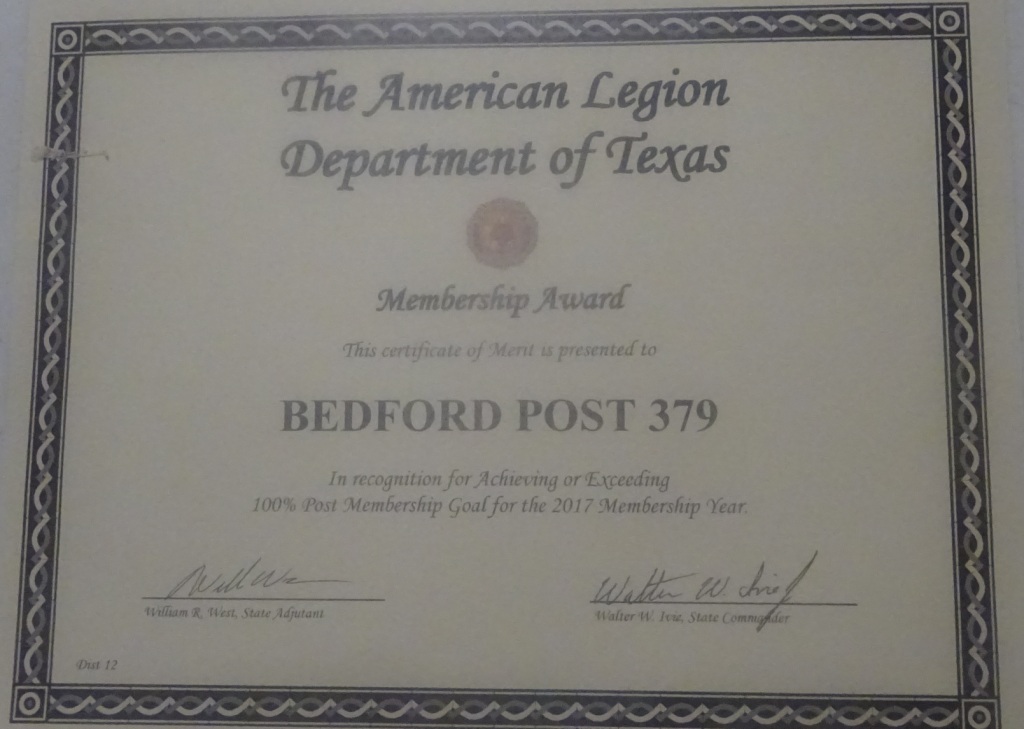 The American Legion
Department of Texas
Membership Award
This certificate of Merit is presented to
BEDFORD POST 379
In recognition for Achieving or Exceeding
100% Post Membership Goal for the 2017 Membership Year.
Walter W. Ivie
William R. West, State Adjutant
Walter W. Ivie, State Commander
Dist 12